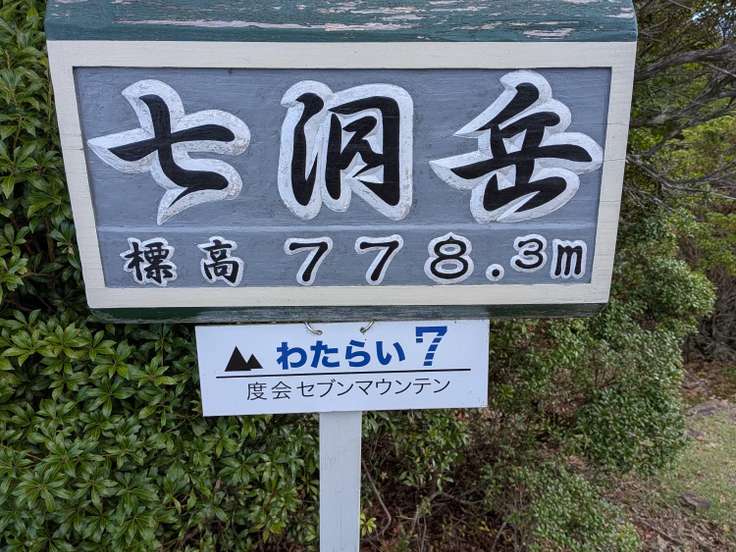 七洞岳
標高 778.3m
わたらい7
度会セブンマウンテン